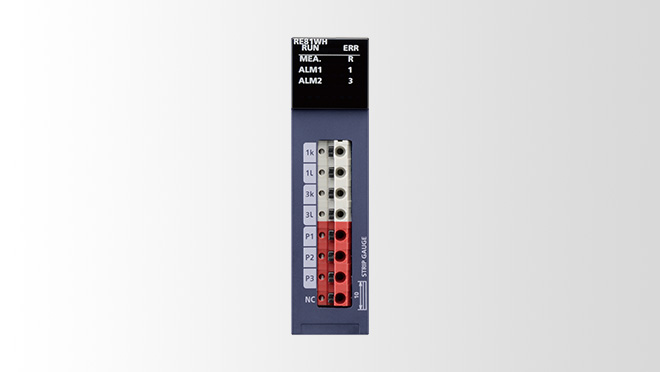 RE81WH
RUN ERR
MEA. R
ALM1 1
ALM2 3
1k
1L
3k
3L
P1
P2
P3
NC
STRIP GAUGE
10